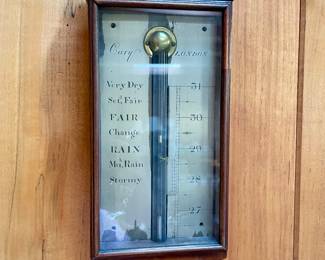 Cary LONDON
Very Dry 31
Set, Fair
FAIR 30
Change
RAIN 29
Mu, Rain
Stormy 28
27